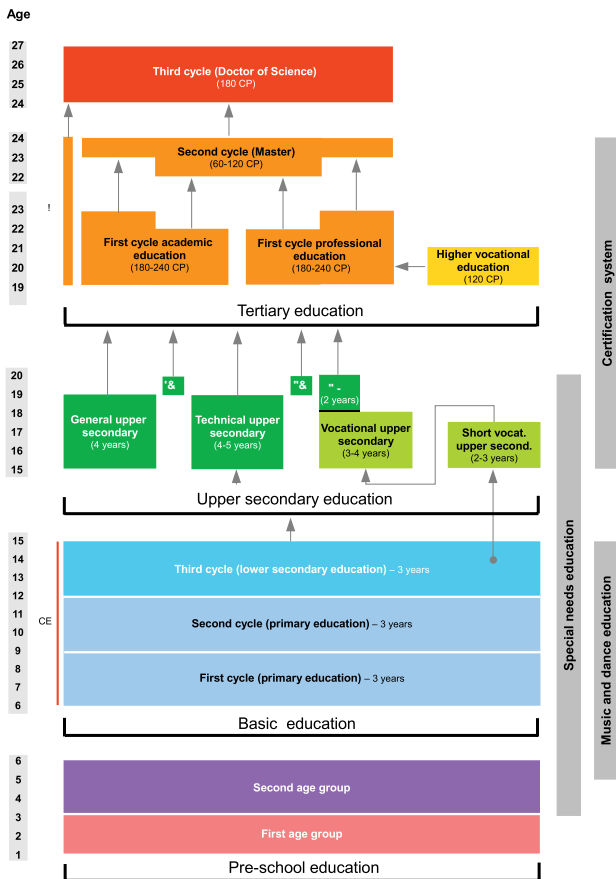 Age
27
26
25
24
Third cycle (Doctor of Science)
(180 CP)
24
23
22
Second cycle (Master)
(60-120 CP)
!
23
22
21
20
19
First cycle academic
education
(180-240 CP)
First cycle professional
education
(180-240 CP)
Higher vocational
education
(120 CP)
Tertiary education
Certification system
20
19
18
17
16
15
'&
"&
" -
(2 years)
General upper
secondary
(4 years)
Technical upper
secondary
(4-5 years)
Vocational upper
secondary
(3-4 years)
Short vocat.
upper second.
(2-3 years)
Upper secondary education
15
14
13
12
11
10
9
8
7
6
CE
Third cycle (lower secondary education) – 3 years
Second cycle (primary education) – 3 years
First cycle (primary education) – 3 years
Basic education
Special needs education
Music and dance education
6
5
4
3
2
1
Second age group
First age group
Pre-school education